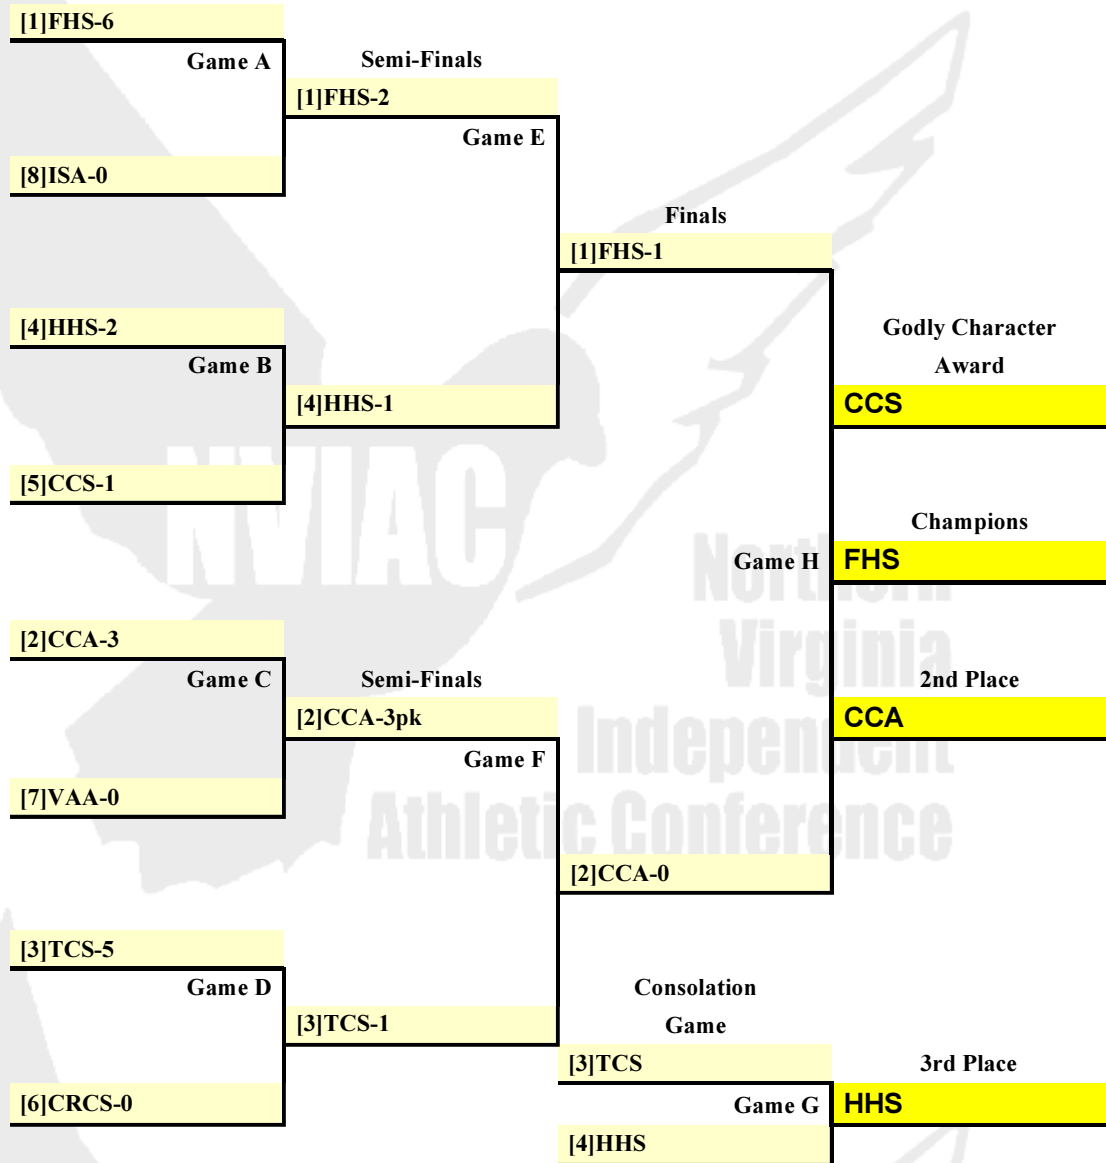 [1]FHS-6
Game A
Semi-Finals
[1]FHS-2
Game E
[8]ISA-0
Finals
[1]FHS-1
[4]HHS-2
Game B
[4]HHS-1
[5]CCS-1
Godly Character
Award
CCS
Champions
Game H
FHS
2nd Place
CCA
[2]CCA-3
Game C
Semi-Finals
[2]CCA-3pk
Game F
[7]VAA-0
[2]CCA-0
[3]TCS-5
Game D
[3]TCS-1
[6]CRCS-0
Consolation
Game
[3]TCS
Game G
[4]HHS
3rd Place
HHS
NVIAC
Northern
Virginia
Independent
Athletic Conference